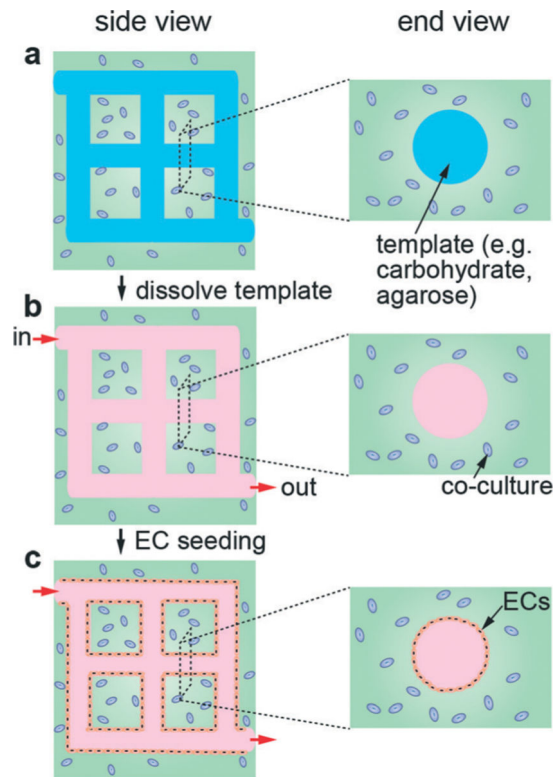 side view
end view
a
template (e.g.
carbohydrate,
agarose)
dissolve template
b
in
out
co-culture
EC seeding
c
ECs